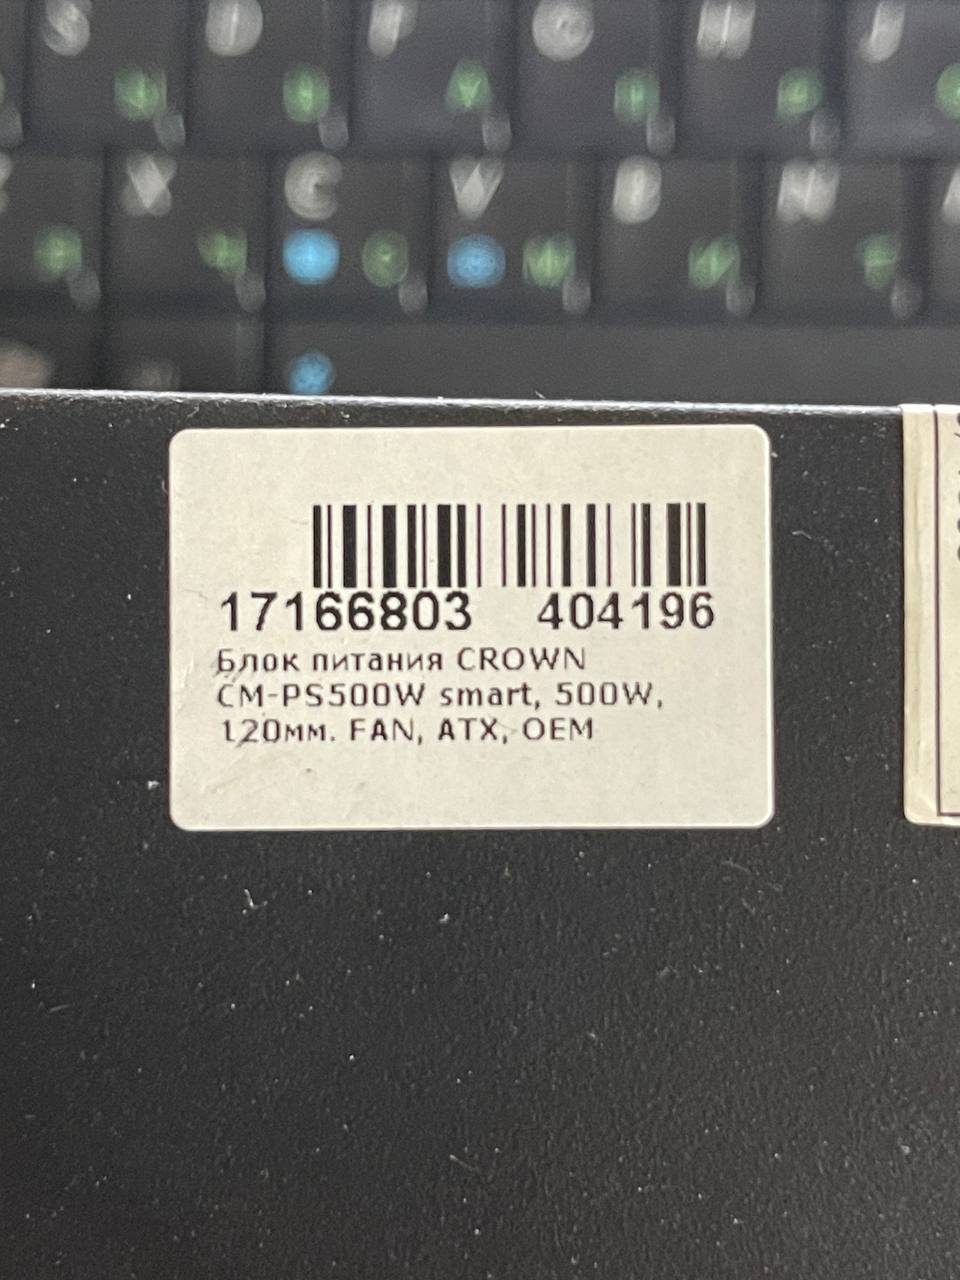 17166803 404196
Блок питания CROWN
CM-PS500W smart, 500W,
120мм. FAN, ATX, OEM
X C V